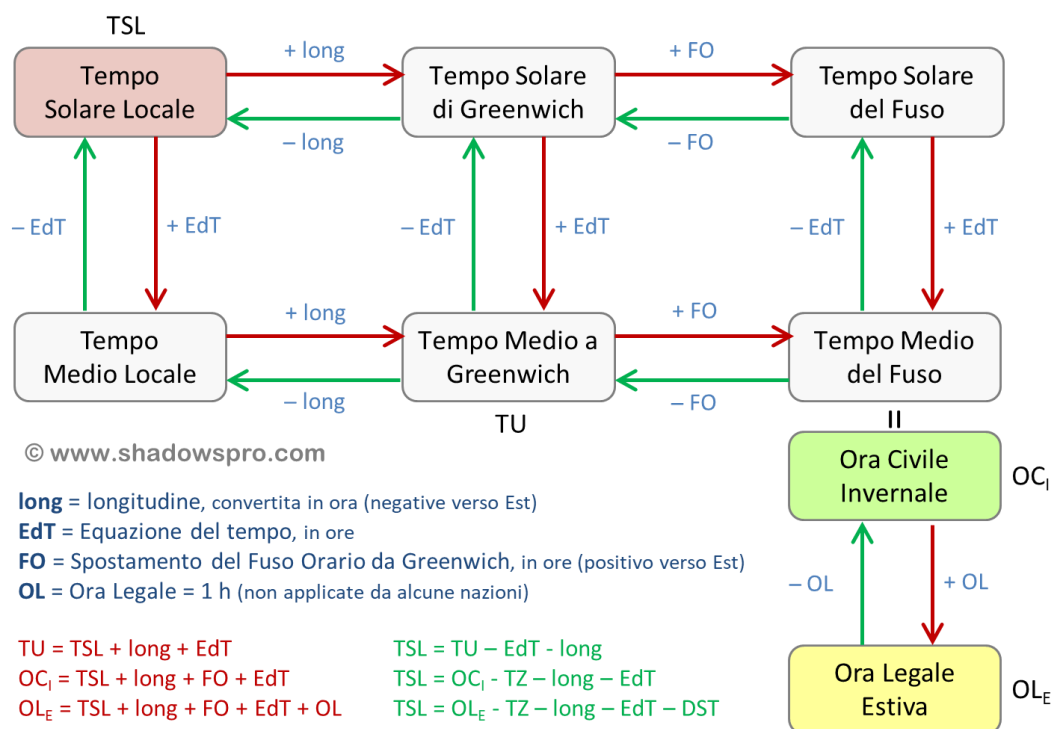 TSL
+ long
+ FO
Tempo
Solare Locale
Tempo Solare
di Greenwich
Tempo Solare
del Fuso
– long
– FO
– EdT
+ EdT
– EdT
+ EdT
– EdT
+ EdT
+ long
+ FO
Tempo
Medio Locale
Tempo Medio a
Greenwich
Tempo Medio
del Fuso
– long
– FO
TU
=
© www.shadowspro.com
Ora Civile
Invernale
OCI
long = longitudine, convertita in ora (negative verso Est)
EdT = Equazione del tempo, in ore
FO = Spostamento del Fuso Orario da Greenwich, in ore (positivo verso Est)
OL = Ora Legale = 1 h (non applicate da alcune nazioni)
– OL
+ OL
TU = TSL + long + EdT
OCI = TSL + long + FO + EdT
OLE = TSL + long + FO + EdT + OL
TSL = TU – EdT - long
TSL = OCI - TZ – long – EdT
TSL = OLE - TZ – long – EdT – DST
Ora Legale
Estiva
OLE